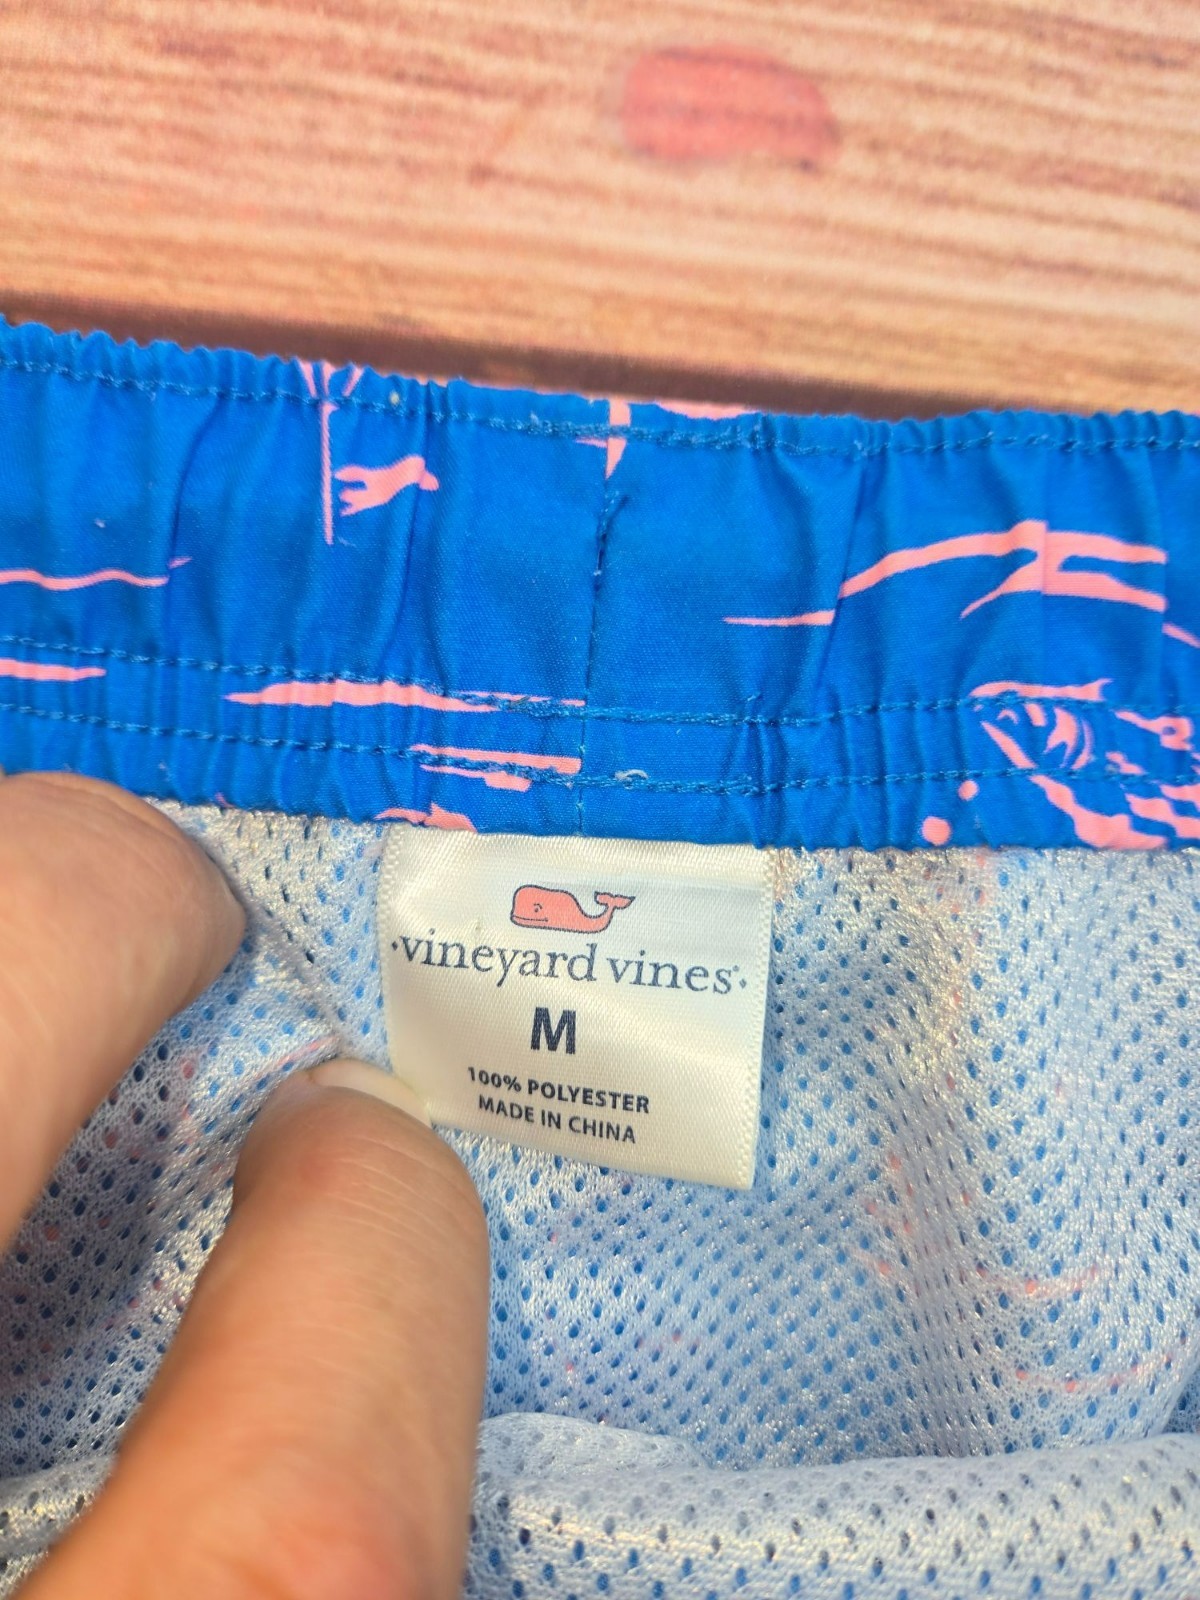 vineyard vines
M
100% POLYESTER
MADE IN CHINA